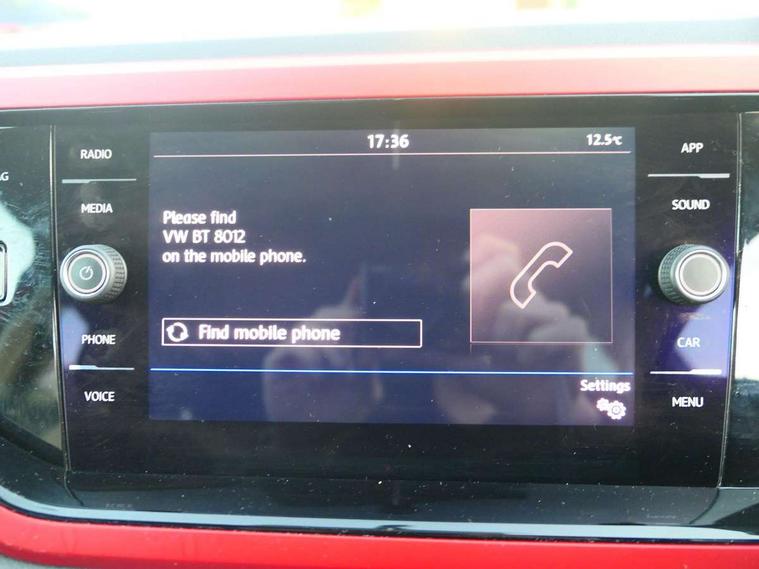 17:36
12.5°C
RADIO
MEDIA
PHONE
VOICE
Please find
VW BT 8012
on the mobile phone.
Find mobile phone
Settings
APP
SOUND
CAR
MENU